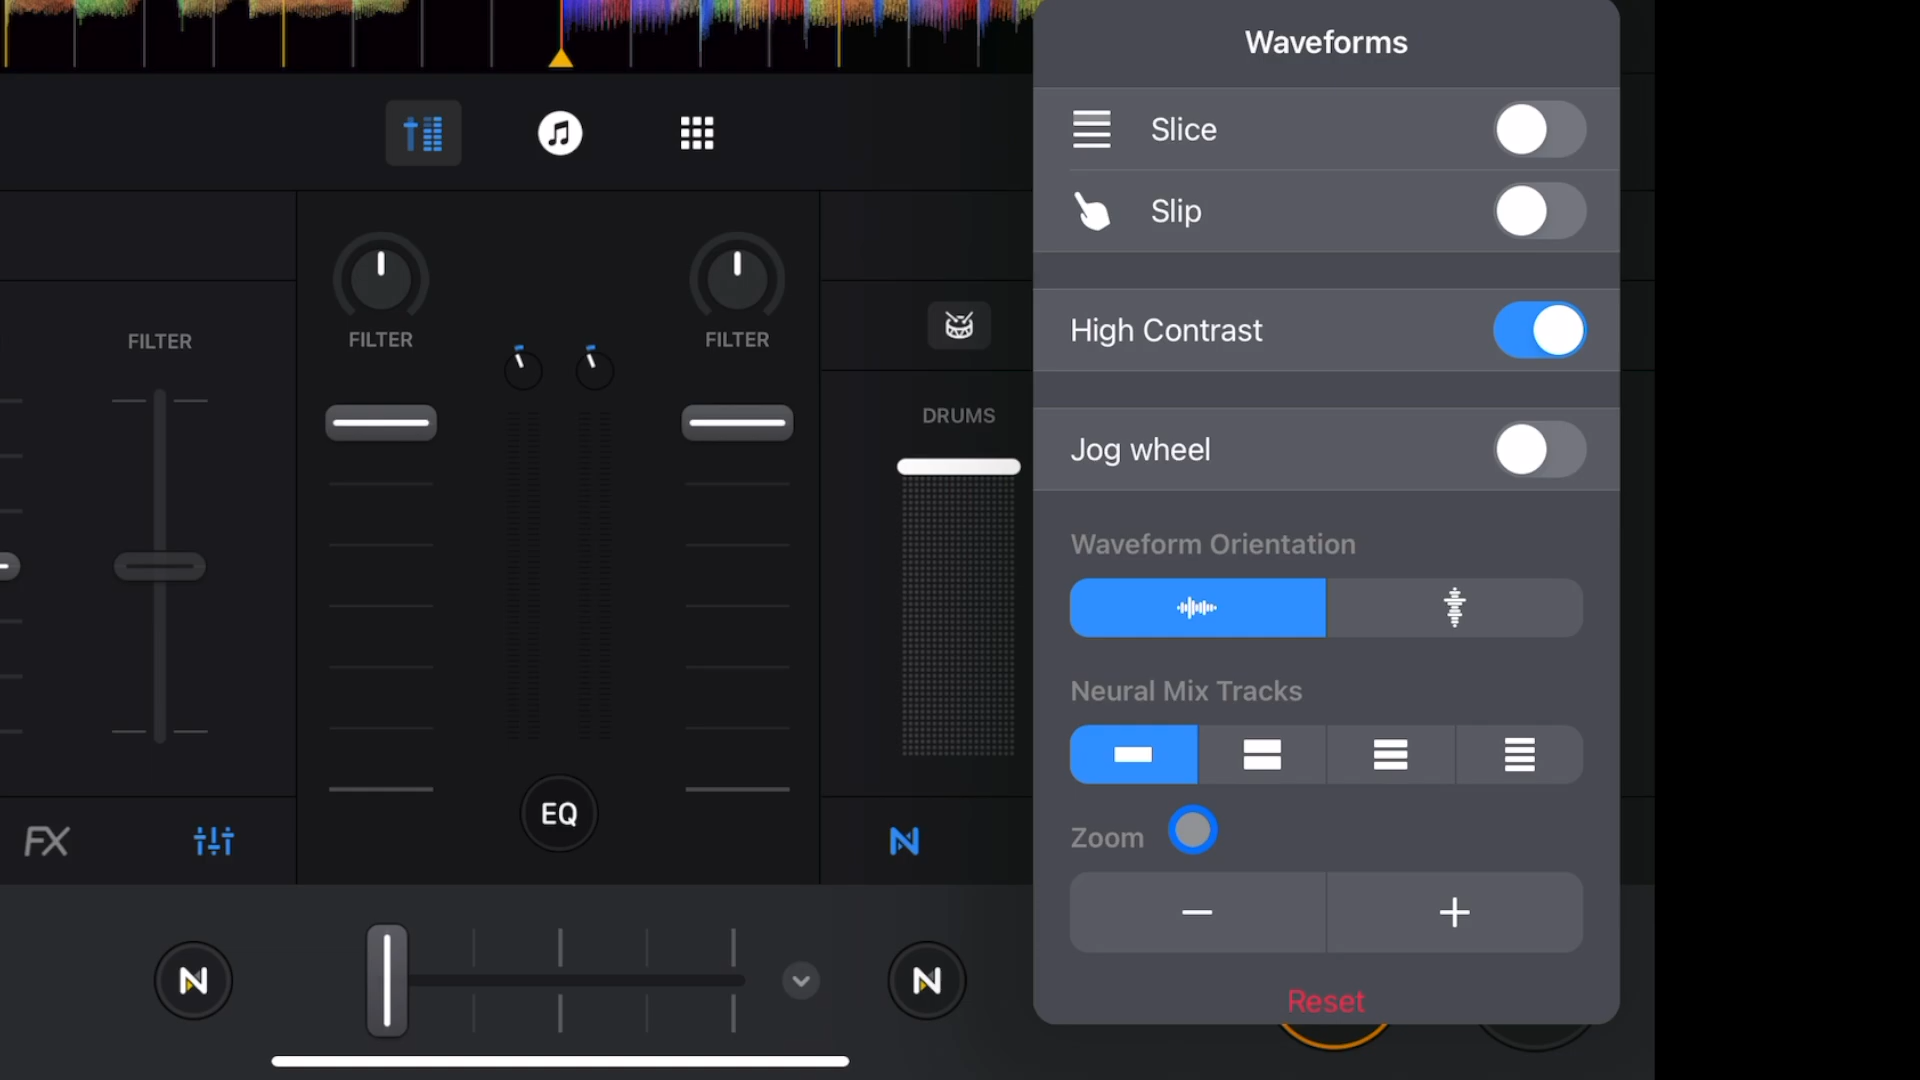 Waveforms
Slice
Slip
High Contrast
Jog wheel
Waveform Orientation
Neural Mix Tracks
Zoom
Reset
FILTER
FILTER
FILTER
DRUMS
EQ
FX